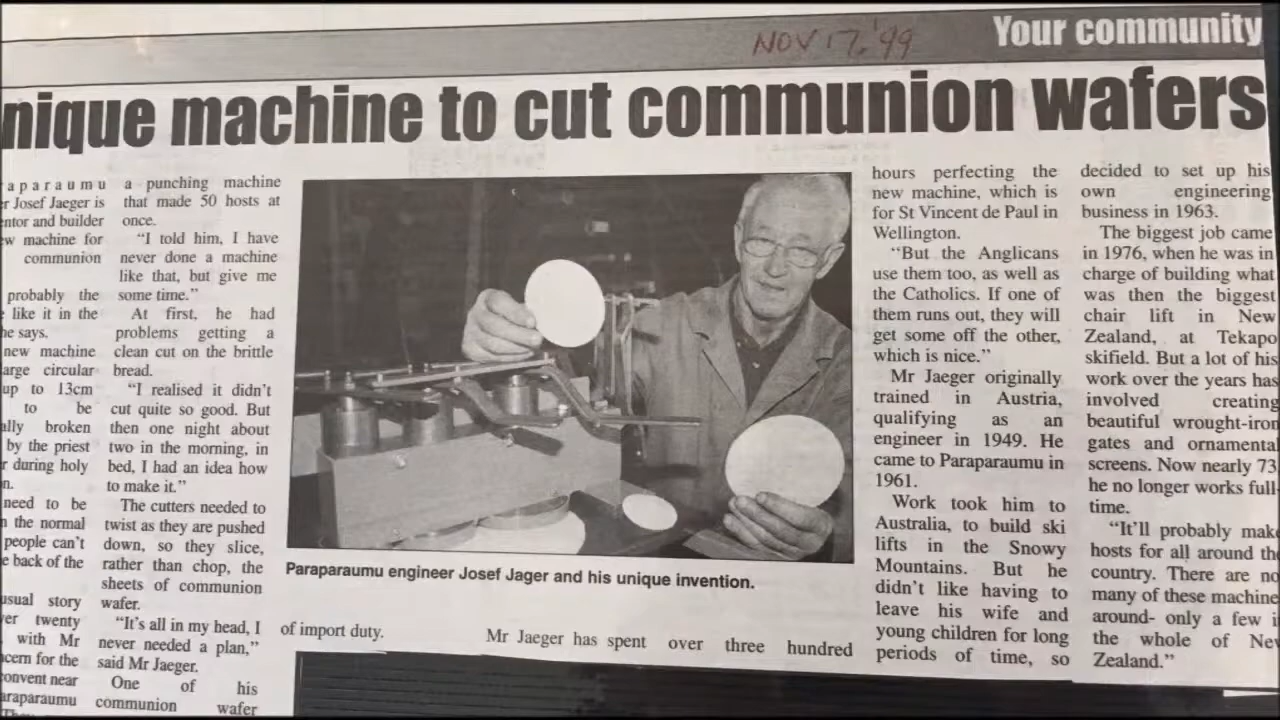 NOV 17, '99
Your community
nique machine to cut communion wafers
aparaumu
r Josef Jaeger is
entor and builder
ew machine for
communion
probably the
like it in the
he says.
new machine
arge circular
up to 13cm
to be
ally broken
by the priest
r during holy
n.
need to be
n the normal
people can't
e back of the
usual story
ver twenty
with Mr
ncern for the
convent near
araparaumu
a punching machine
that made 50 hosts at
once.
"I told him, I have
never done a machine
like that, but give me
some time."
At first, he had
problems getting a
clean cut on the brittle
bread.
"I realised it didn't
cut quite so good. But
then one night about
two in the morning, in
bed, I had an idea how
to make it."
The cutters needed to
twist as they are pushed
down, so they slice,
rather than chop, the
sheets of communion
wafer.
"It's all in my head, I
never needed a plan,"
said Mr Jaeger.
One of his
communion wafer
Paraparaumu engineer Josef Jager and his unique invention.
of import duty.
Mr Jaeger has spent over three hundred
hours perfecting the
new machine, which is
for St Vincent de Paul in
Wellington.
"But the Anglicans
use them too, as well as
the Catholics. If one of
them runs out, they will
get some off the other,
which is nice."
Mr Jaeger originally
trained in Austria,
qualifying as an
engineer in 1949. He
came to Paraparaumu in
1961.
Work took him to
Australia, to build ski
lifts in the Snowy
Mountains. But he
didn't like having to
leave his wife and
young children for long
periods of time, so
decided to set up his
own engineering
business in 1963.
The biggest job came
in 1976, when he was in
charge of building what
was then the biggest
chair lift in New
Zealand, at Tekapo
skifield. But a lot of his
work over the years has
involved creating
beautiful wrought-iron
gates and ornamenta
screens. Now nearly 73
he no longer works full-
time.
"It'll probably make
hosts for all around the
country. There are no
many of these machine
around- only a few i
the whole of Nev
Zealand."